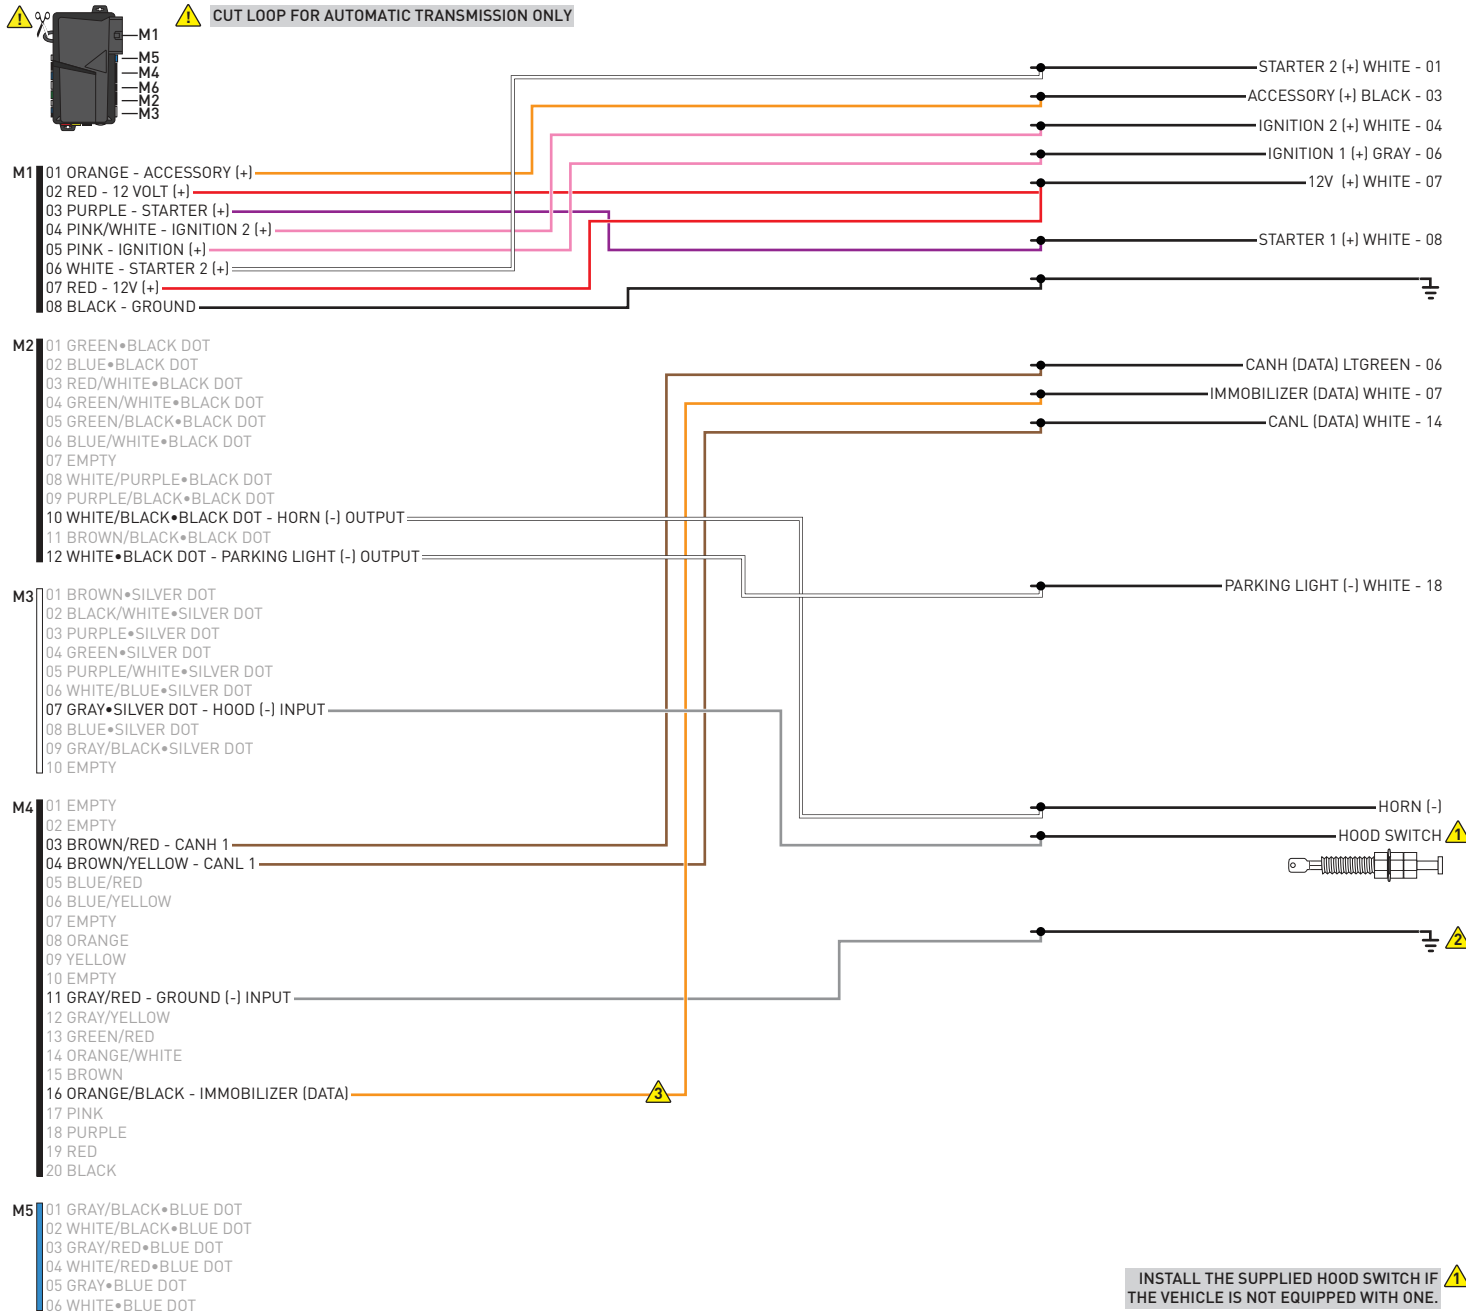 CUT LOOP FOR AUTOMATIC TRANSMISSION ONLY
M1
M5
M4
M6
M2
M3
STARTER 2 (+) WHITE - 01
ACCESSORY (+) BLACK - 03
IGNITION 2 (+) WHITE - 04
IGNITION 1 (+) GRAY - 06
12V (+) WHITE - 07
STARTER 1 (+) WHITE - 08
M1
01 ORANGE - ACCESSORY (+)
02 RED - 12 VOLT (+)
03 PURPLE - STARTER (+)
04 PINK/WHITE - IGNITION 2 (+)
05 PINK - IGNITION (+)
06 WHITE - STARTER 2 (+)
07 RED - 12V (+)
08 BLACK - GROUND
M2
01 GREEN•BLACK DOT
02 BLUE•BLACK DOT
03 RED/WHITE•BLACK DOT
04 GREEN/WHITE•BLACK DOT
05 GREEN/BLACK•BLACK DOT
06 BLUE/WHITE•BLACK DOT
07 EMPTY
08 WHITE/PURPLE•BLACK DOT
09 PURPLE/BLACK•BLACK DOT
10 WHITE/BLACK•BLACK DOT - HORN (-) OUTPUT
11 BROWN/BLACK•BLACK DOT
12 WHITE•BLACK DOT - PARKING LIGHT (-) OUTPUT
CANH (DATA) LTGREEN - 06
IMMOBILIZER (DATA) WHITE - 07
CANL (DATA) WHITE - 14
PARKING LIGHT (-) WHITE - 18
M3
01 BROWN•SILVER DOT
02 BLACK/WHITE•SILVER DOT
03 PURPLE•SILVER DOT
04 GREEN•SILVER DOT
05 PURPLE/WHITE•SILVER DOT
06 WHITE/BLUE•SILVER DOT
07 GRAY•SILVER DOT - HOOD (-) INPUT
08 BLUE•SILVER DOT
09 GRAY/BLACK•SILVER DOT
10 EMPTY
HORN (-)
HOOD SWITCH 1
2
M4
01 EMPTY
02 EMPTY
03 BROWN/RED - CANH 1
04 BROWN/YELLOW - CANL 1
05 BLUE/RED
06 BLUE/YELLOW
07 EMPTY
08 ORANGE
09 YELLOW
10 EMPTY
11 GRAY/RED - GROUND (-) INPUT
12 GRAY/YELLOW
13 GREEN/RED
14 ORANGE/WHITE
15 BROWN
16 ORANGE/BLACK - IMMOBILIZER (DATA)
3
17 PINK
18 PURPLE
19 RED
20 BLACK
M5
01 GRAY/BLACK•BLUE DOT
02 WHITE/BLACK•BLUE DOT
03 GRAY/RED•BLUE DOT
04 WHITE/RED•BLUE DOT
05 GRAY•BLUE DOT
06 WHITE•BLUE DOT
INSTALL THE SUPPLIED HOOD SWITCH IF 1
THE VEHICLE IS NOT EQUIPPED WITH ONE.